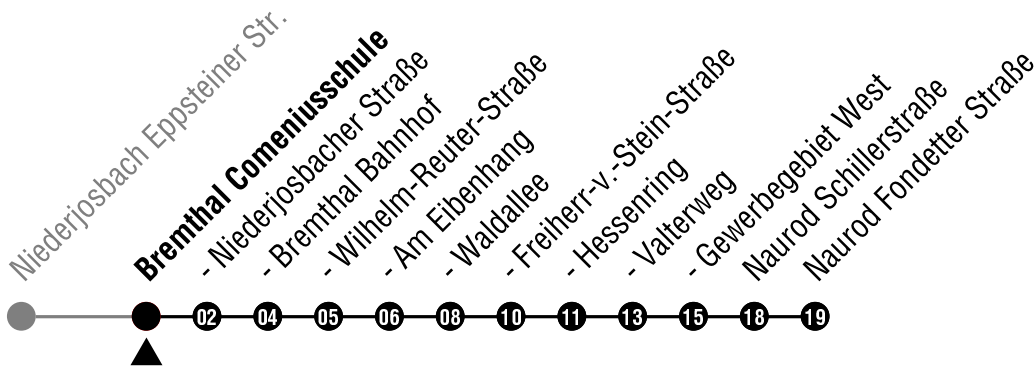 Niederjosbach Eppsteiner Str.
Bremthal Comeniusschule
- Niederjosbacher Straße
- Bremthal Bahnhof
- Wilhelm-Reuter-Straße
- Am Eibenhang
- Waldallee
- Freiherr-v.-Stein-Straße
- Hessenring
- Valterweg
- Gewerbegebiet West
Naurod Schillerstraße
Naurod Fondetter Straße
02 04 05 06 08 10 11 13 15 18 19